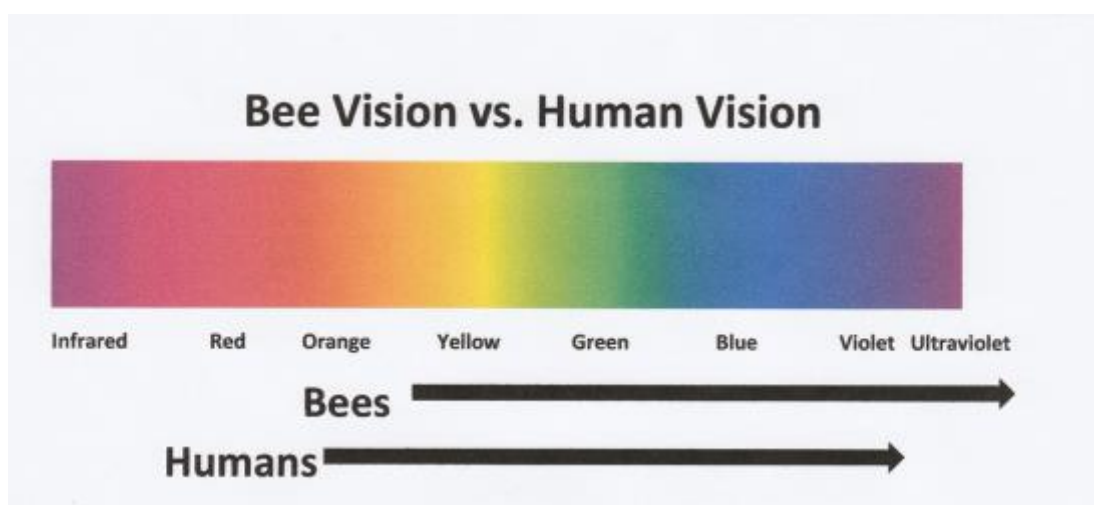 Bee Vision vs. Human Vision
Infrared Red Orange Yellow Green Blue Violet Ultraviolet
Bees
Humans